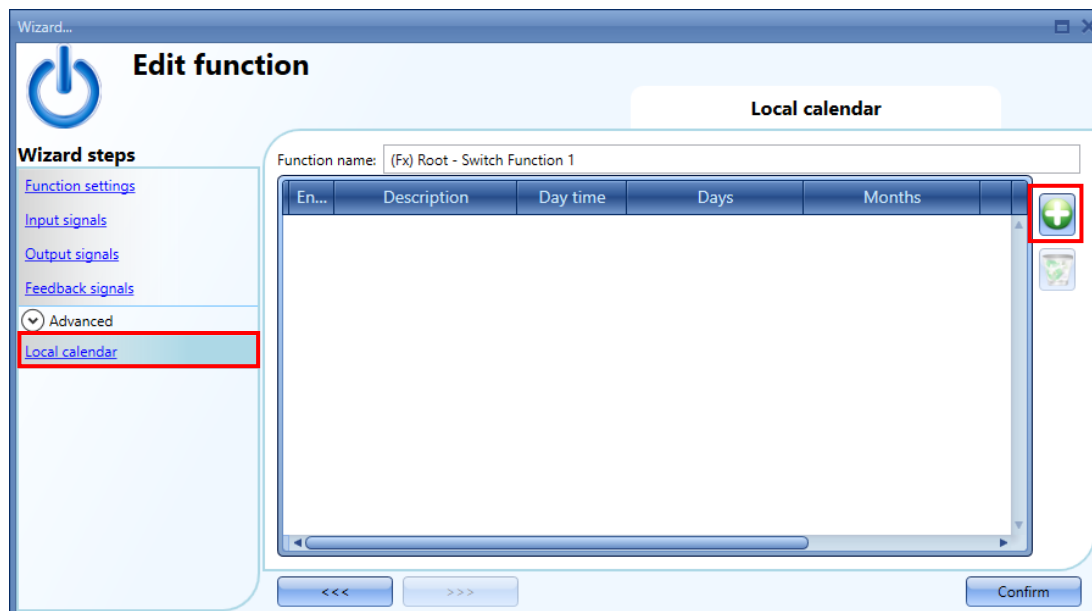 Wizard...
Edit function
Local calendar
Wizard steps
Function settings
Input signals
Output signals
Feedback signals
Advanced
Local calendar
Function name: (Fx) Root - Switch Function 1
En... Description Day time Days Months
<<< >>> Confirm